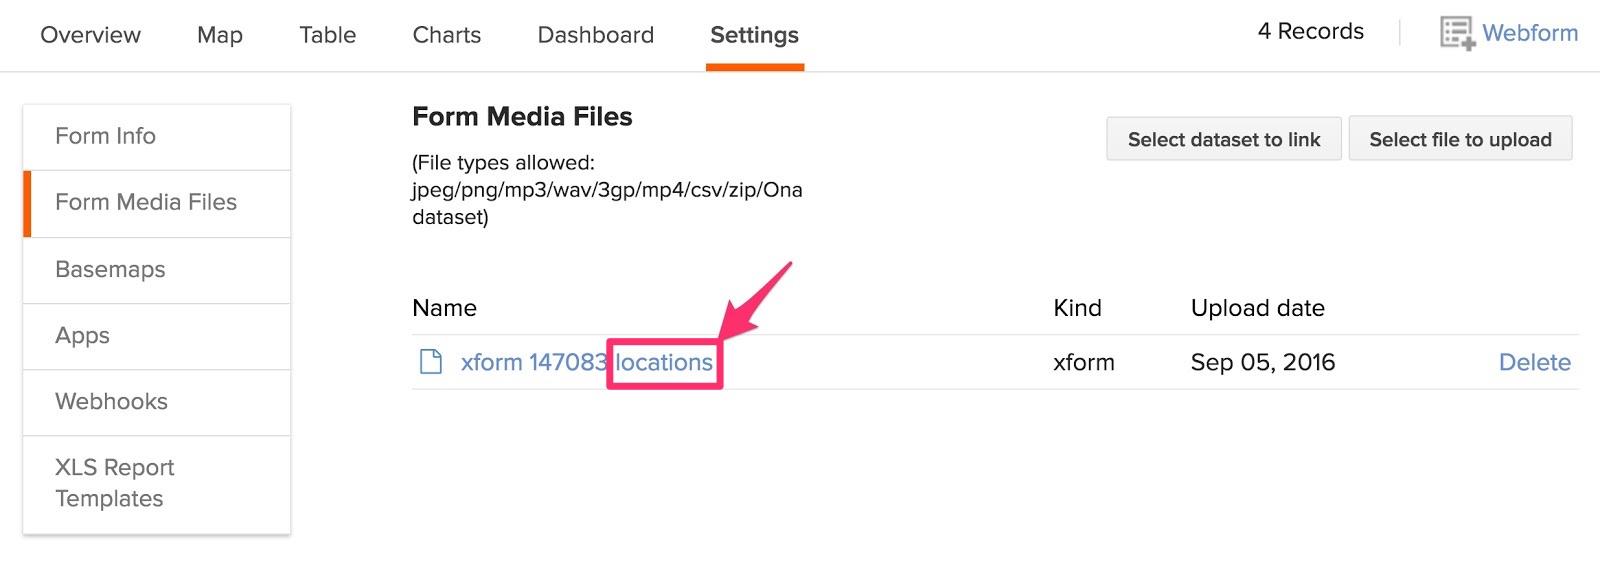 Overview Map Table Charts Dashboard Settings 4 Records Webform
Form Info
Form Media Files
Basemaps
Apps
Webhooks
XLS Report
Templates
Form Media Files
(File types allowed:
jpeg/png/mp3/wav/3gp/mp4/csv/zip/Ona
dataset)
Select dataset to link Select file to upload
Name Kind Upload date
xform 147083 locations xform Sep 05, 2016 Delete